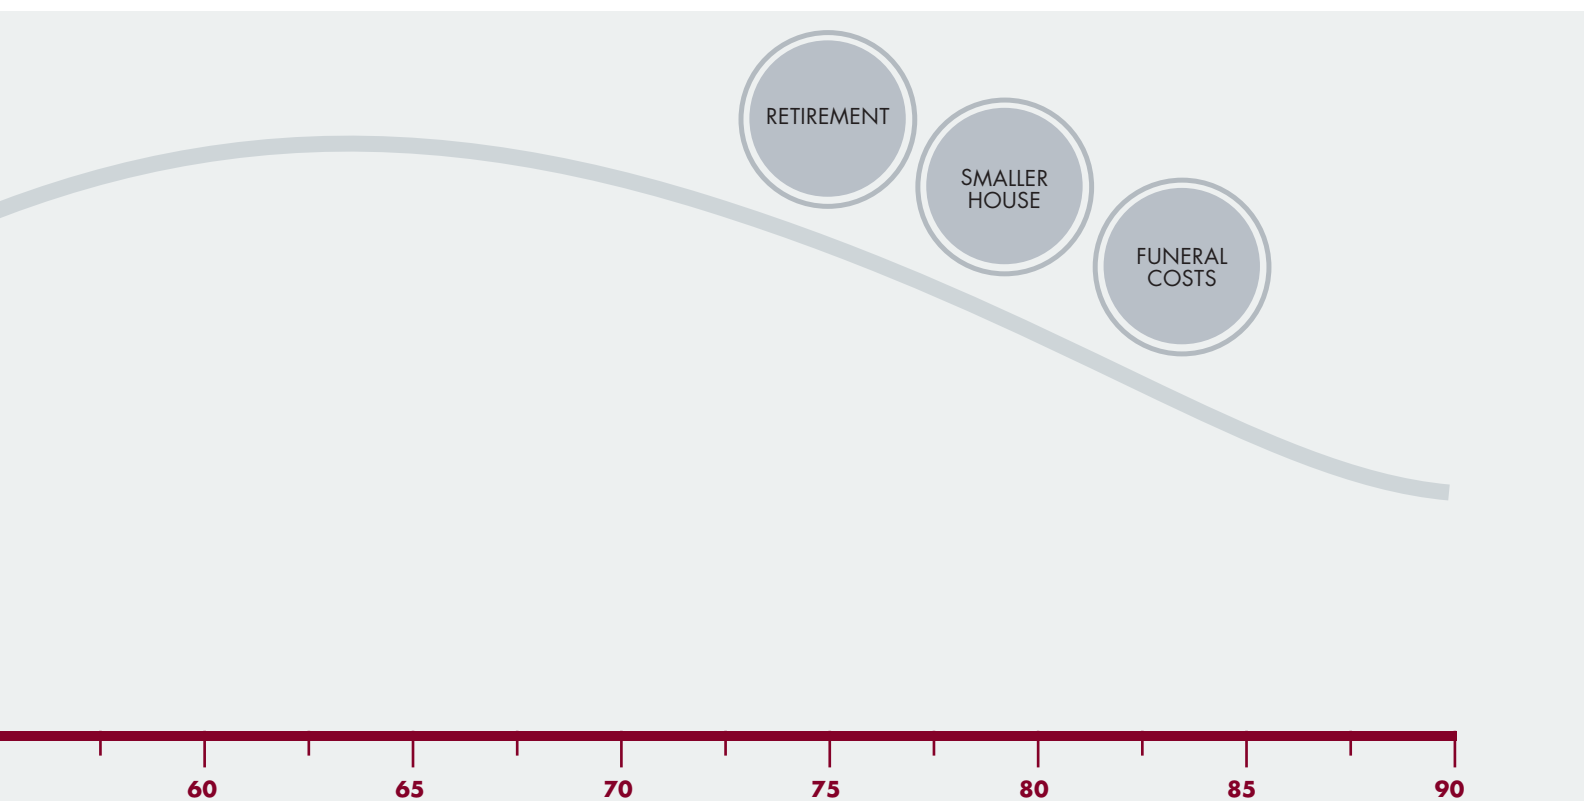 RETIREMENT
SMALLER
HOUSE
FUNERAL
COSTS
60 65 70 75 80 85 90